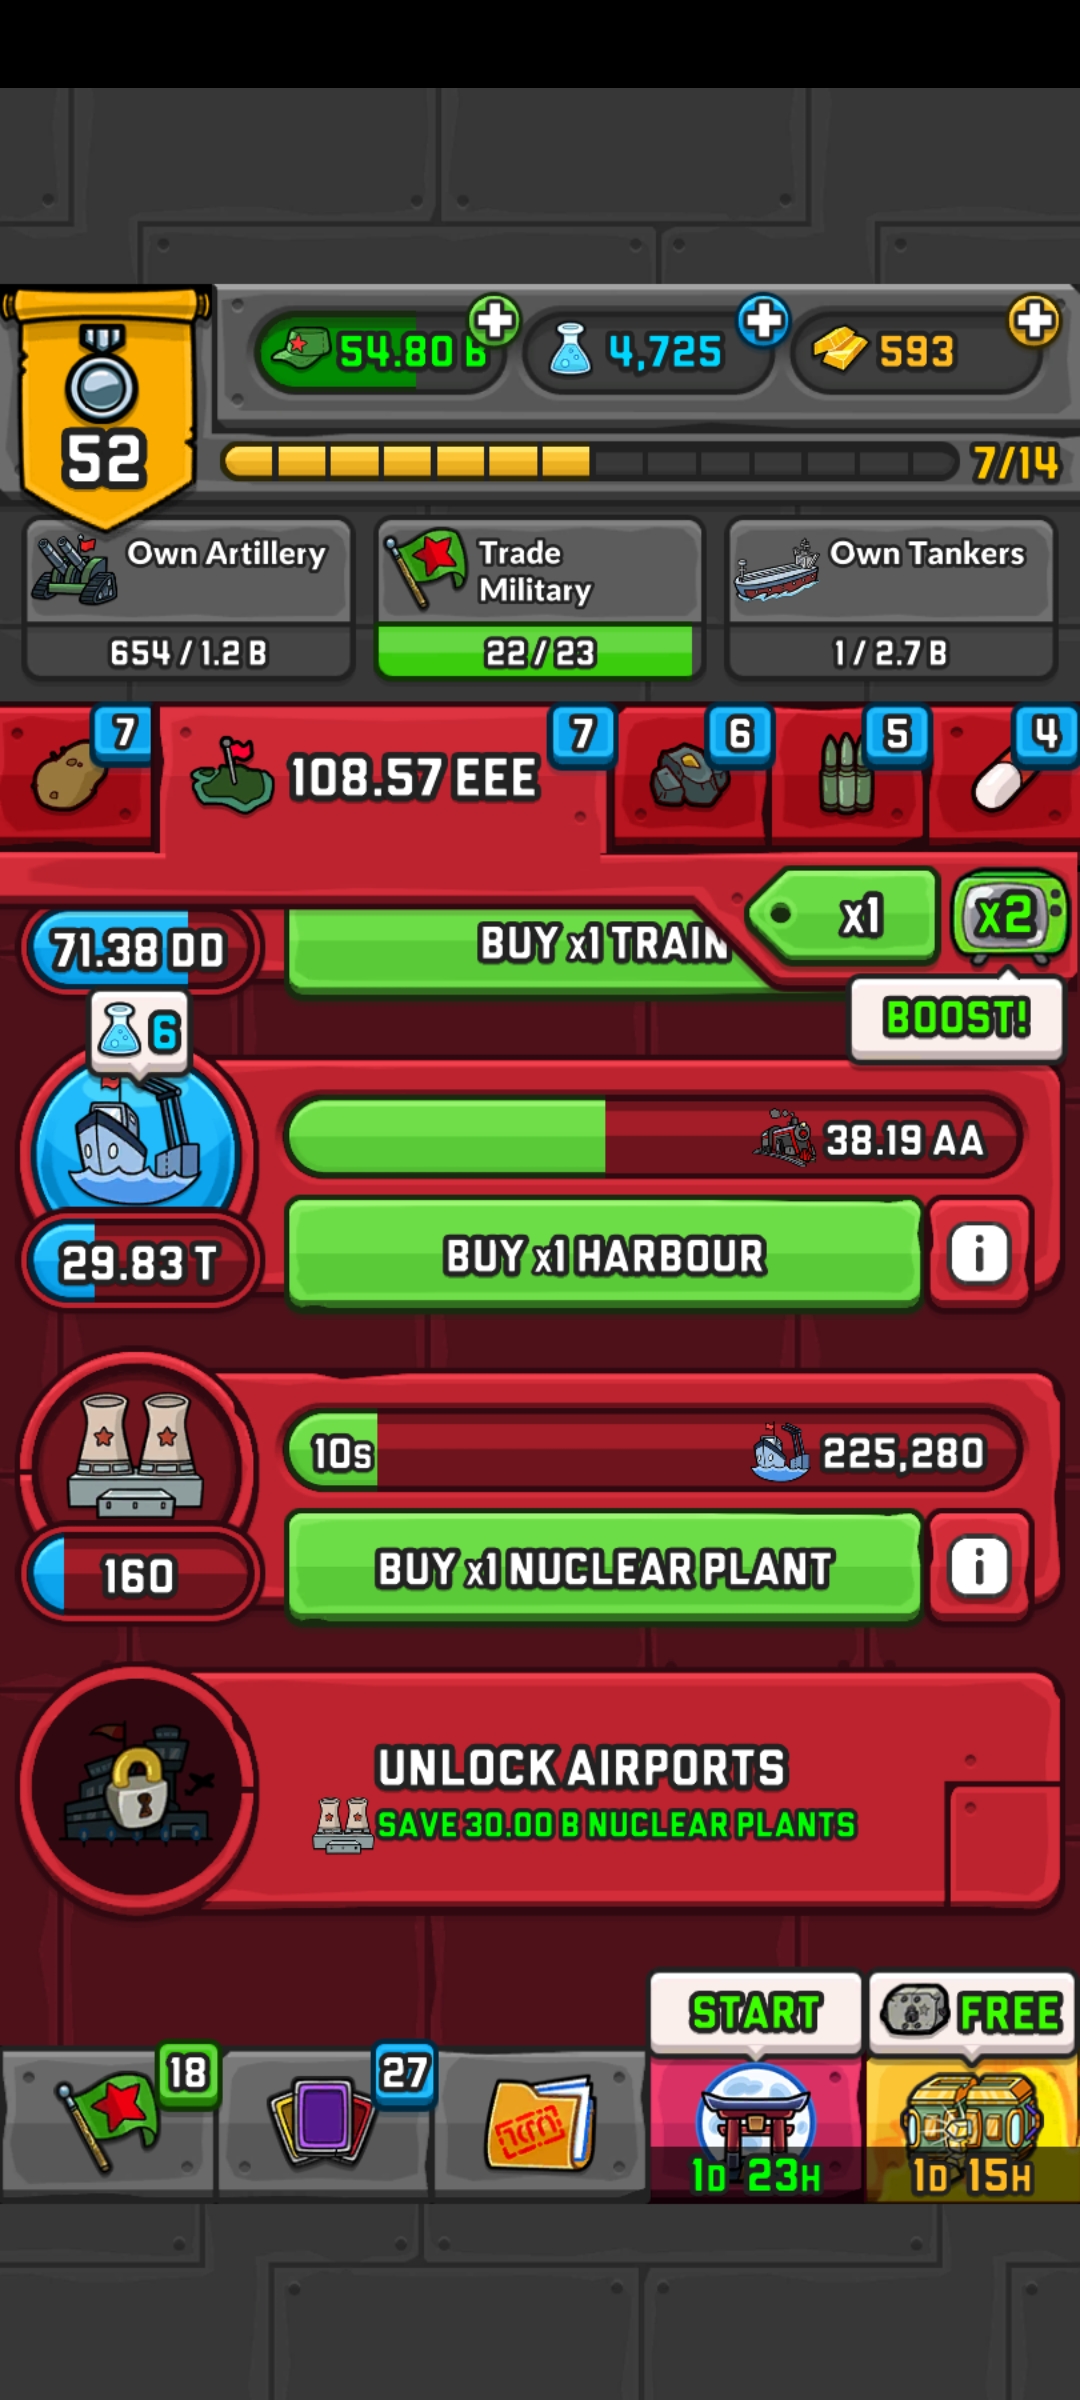 54.80 B
4,725
593
52
7/14
Own Artillery
654 / 1.2 B
Trade
Military
22 / 23
Own Tankers
1 / 2.7 B
7
108.57 EEE
7
6
5
4
x1
x2
BOOST!
71.38 DD
BUY x1 TRAIN
6
38.19 AA
29.83 T
BUY x1 HARBOUR
i
10s
225,280
160
BUY x1 NUCLEAR PLANT
i
UNLOCK AIRPORTS
SAVE 30.00 B NUCLEAR PLANTS
START
FREE
18
27
1D 23H
1D 15H